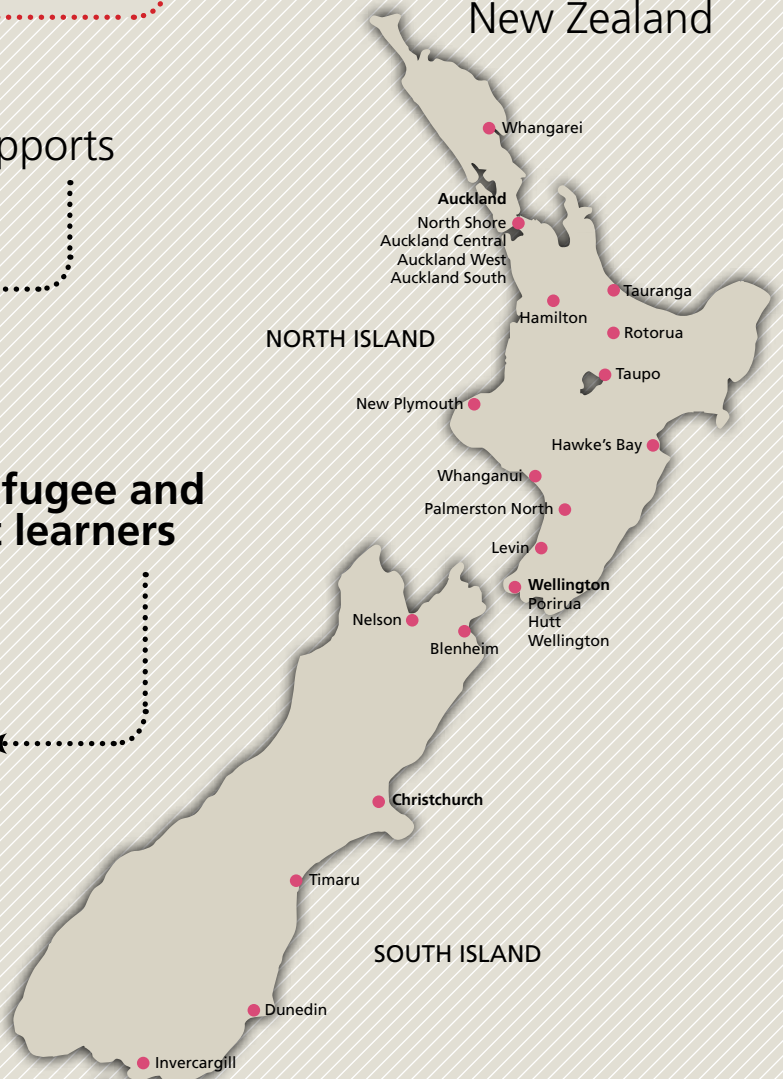 New Zealand
pports
fugee and
learners
Whangarei
Auckland
North Shore
Auckland Central
Auckland West
Auckland South
Tauranga
Hamilton
NORTH ISLAND
Rotorua
Taupo
New Plymouth
Hawke's Bay
Whanganui
Palmerston North
Levin
Wellington
Porirua
Hutt
Wellington
Nelson
Blenheim
Christchurch
Timaru
SOUTH ISLAND
Dunedin
Invercargill